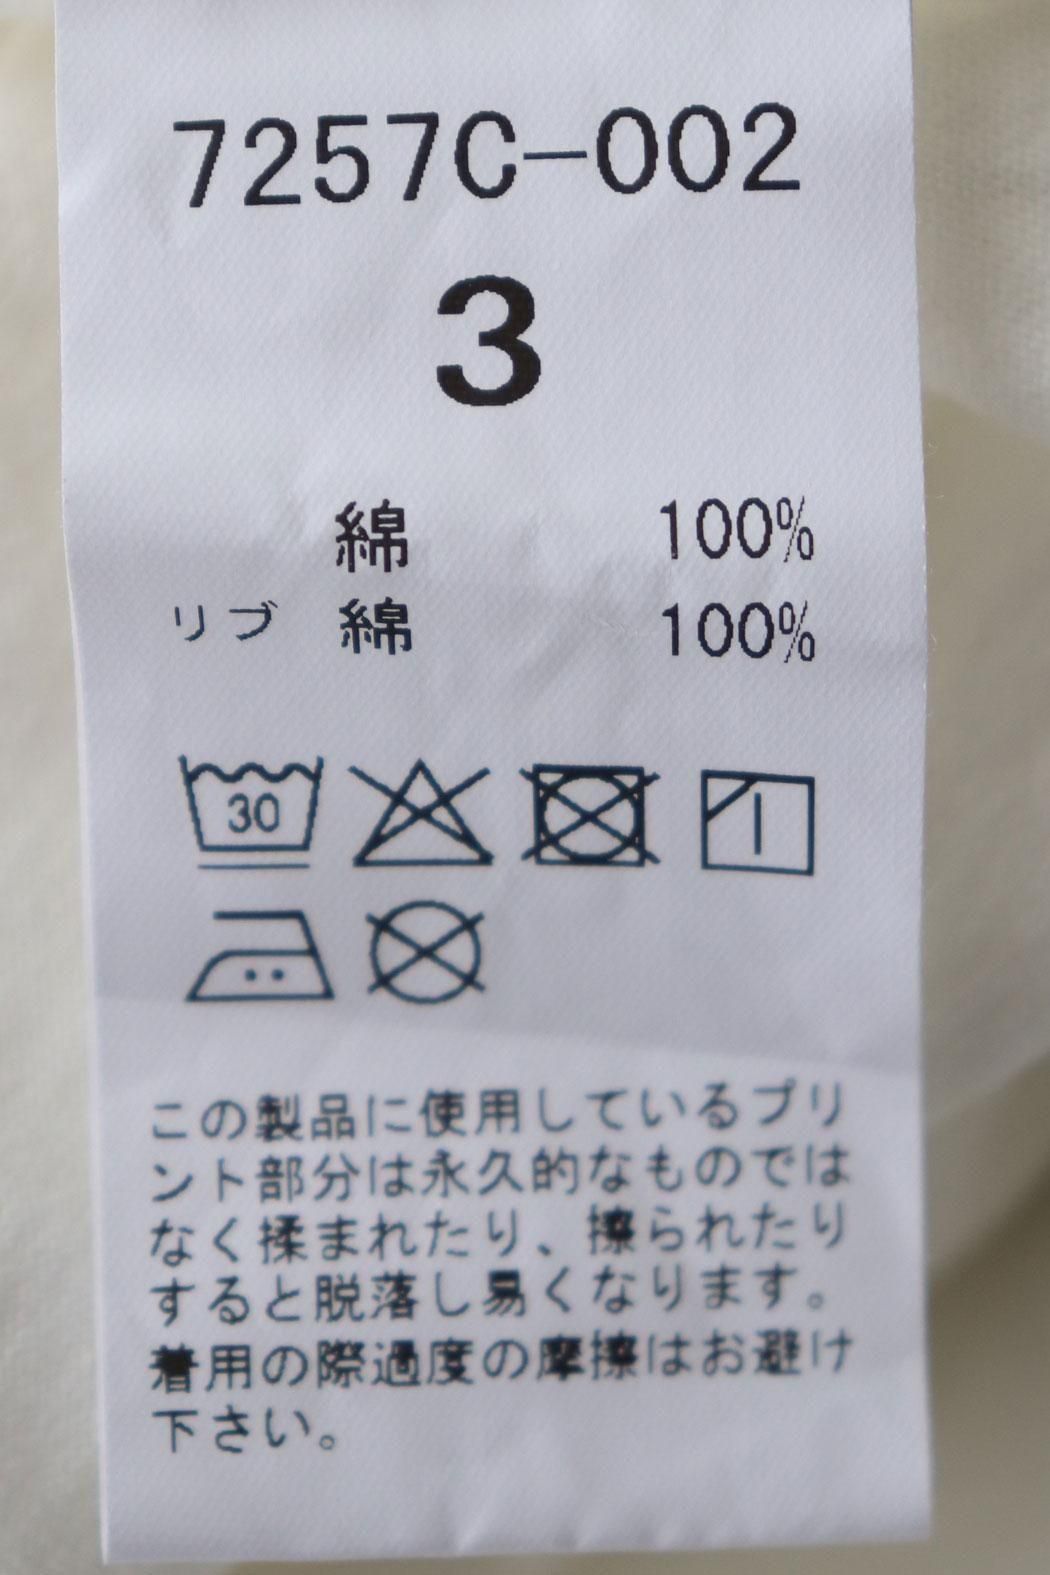 7257C-002
3
綿 100%
リブ 綿 100%
30
この製品に使用しているプリ
ント部分は永久的なものでは
なく揉まれたり、擦られたり
すると脱落し易くなります。
着用の際過度の摩擦はお避け
下さい。